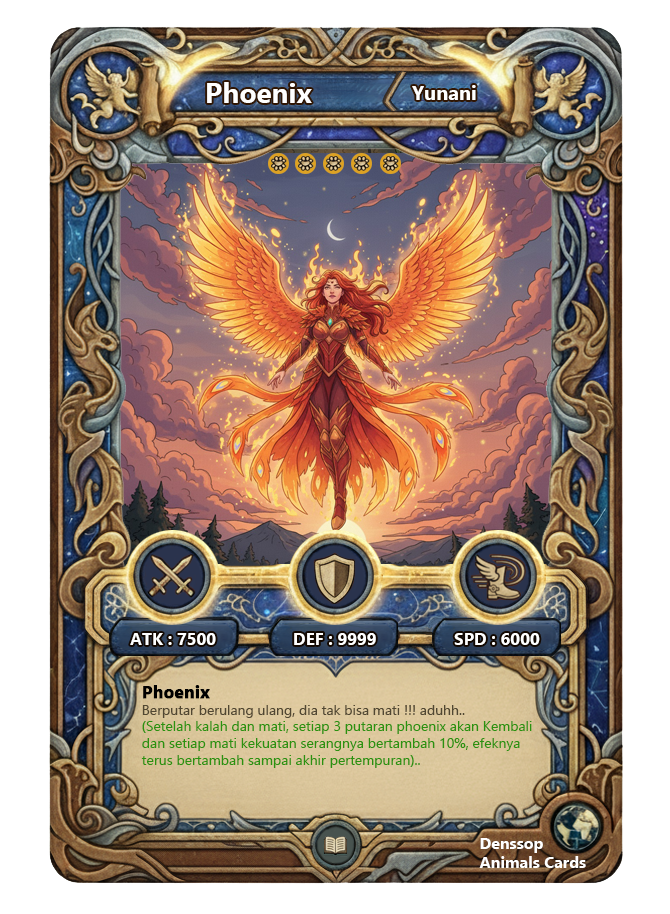 Phoenix
Yunani
ATK : 7500
DEF : 9999
SPD : 6000
Phoenix
Berputar berulang ulang, dia tak bisa mati !!! aduhh..
(Setelah kalah dan mati, setiap 3 putaran phoenix akan Kembali
dan setiap mati kekuatan serangnya bertambah 10%, efeknya
terus bertambah sampai akhir pertempuran)..
Denssop
Animals Cards